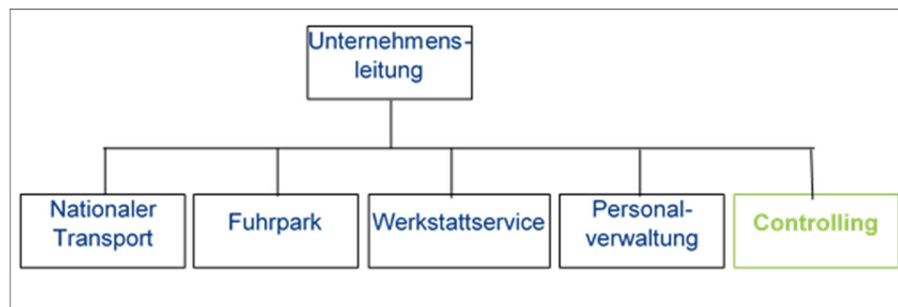 Unternehmens-
leitung
Nationaler
Transport
Fuhrpark
Werkstattservice
Personal-
verwaltung
Controlling